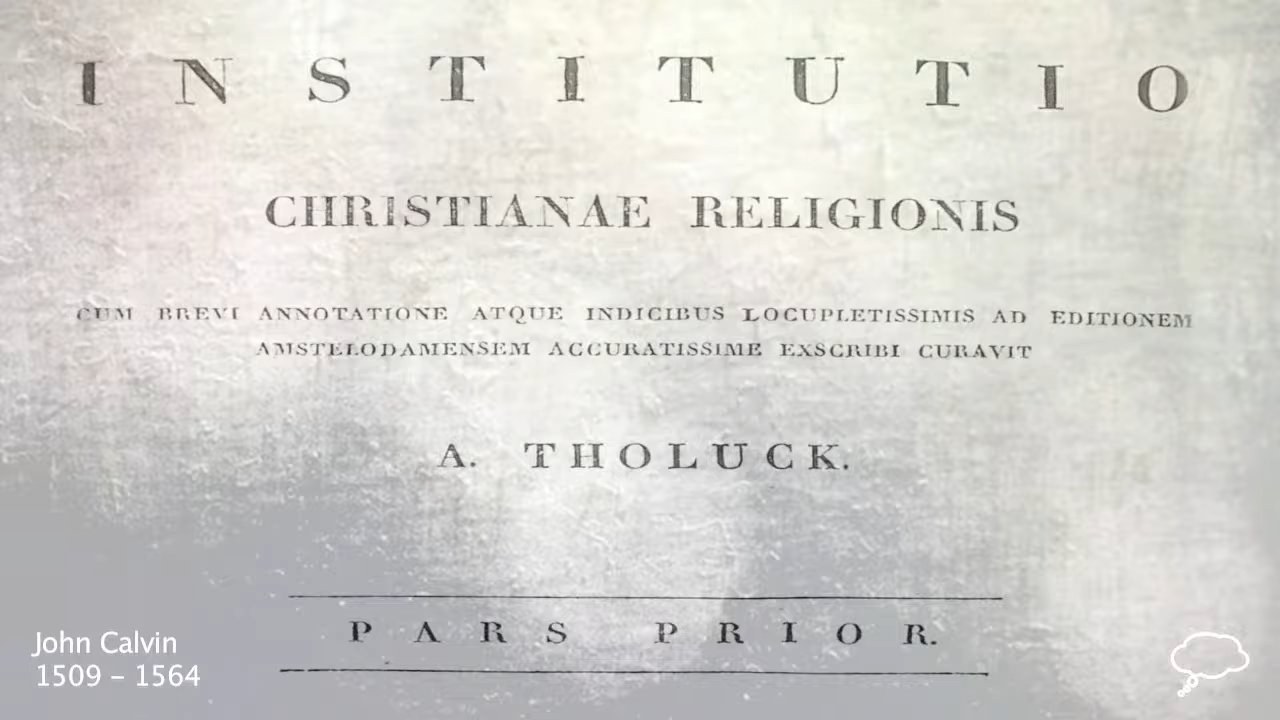 INSTITUTIO
CHRISTIANAE RELIGIONIS
CUM BREVI ANNOTATIONE ATQUE INDICIBUS LOCUPLETISSIMIS AD EDITIONEM
AMSTELODAMENSEM ACCURATISSIME EXSCRIBI CURAVIT
A. THOLUCK.
PARS PRIOR.
John Calvin
1509 – 1564